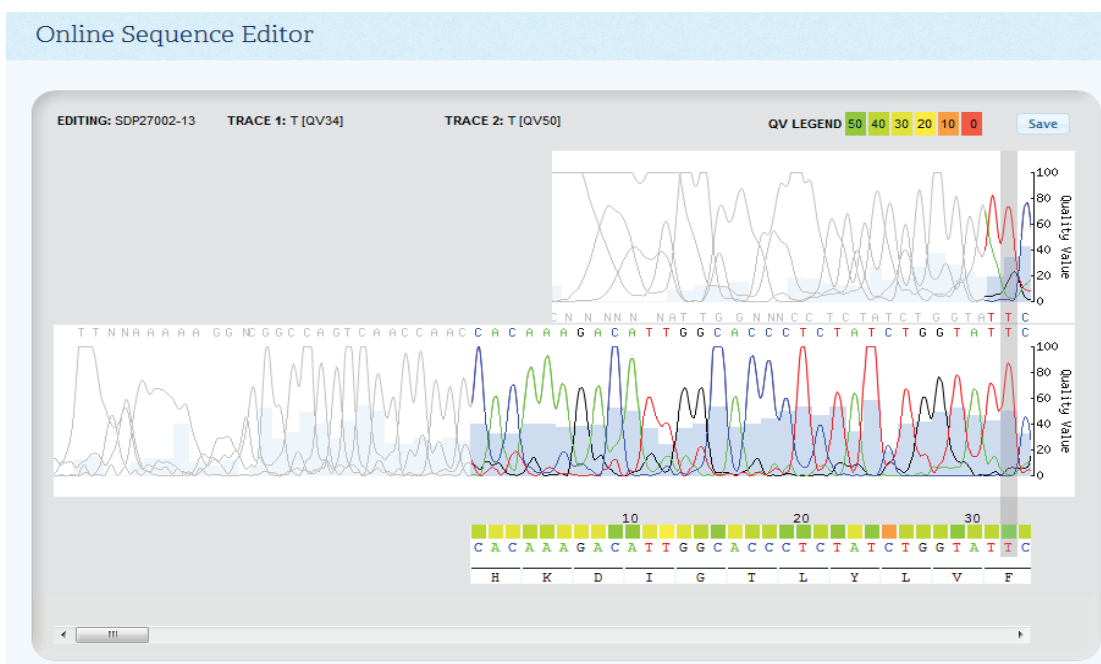 Online Sequence Editor
EDITING: SDP27002-13 TRACE 1: T [QV34] TRACE 2: T [QV50] QV LEGEND 50 40 30 20 10 0 Save
100
80
60
40
20
0
Quality Value
C N N N N N N A T T G G N N N C C T C T A T C T G G T A T T C
T T N N A A A A A A G G N C G G C C A G T C A A C C A A C C A C A A A G A C A T T G G C A C C C T C T A T C T G G T A T T C
100
80
60
40
20
0
Quality Value
10 20 30
C A C A A A G A C A T T G G C A C C C T C T A T C T G G T A T T C
H K D I G T L Y L V F